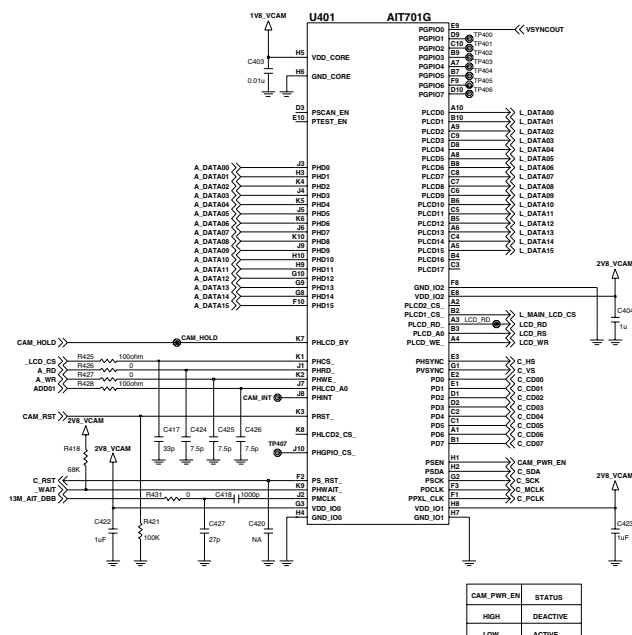 U401 AIT701G
1V8_VCAM
C403
0.01u
H5 VDD_CORE
H6 GND_CORE
D3 PSCAN_EN
E10 PTEST_EN
A_DATA00 J3 PHD0
A_DATA01 H3 PHD1
A_DATA02 K4 PHD2
A_DATA03 J4 PHD3
A_DATA04 K5 PHD4
A_DATA05 J5 PHD5
A_DATA06 K6 PHD6
A_DATA07 J6 PHD7
A_DATA08 K10 PHD8
A_DATA09 J9 PHD9
A_DATA10 H10 PHD10
A_DATA11 H9 PHD11
A_DATA12 G10 PHD12
A_DATA13 G9 PHD13
A_DATA14 G8 PHD14
A_DATA15 F10 PHD15
CAM_HOLD CAM_HOLD K7 PHLCD_BY
_LCD_CS R425 100ohm K1 PHCS_
A_RD R426 0 J1 PHRD_
A_WR R427 0 K2 PHWE_
ADD01 R428 100ohm J7 PHLCD_A0
CAM_INT J8 PHINT
CAM_RST K3 PRST_
K8 PHLCD2_CS_
TP407 J10 PHGPIO_CS_
C417 C424 C425 C426
33p 7.5p 7.5p 7.5p
2V8_VCAM
R418
68K
2V8_VCAM
C_RST F2 PS_RST_
_WAIT K9 PHWAIT_
13M_AIT_DBB R431 0 C418 1000p J2 PMCLK
G3 VDD_IO0
H4 GND_IO0
C422
1uF
R421
100K
C427
27p
C420
NA
PGPIO0 E9 VSYNCOUT
PGPIO1 D9 TP400
PGPIO2 C10 TP401
PGPIO3 B9 TP402
PGPIO4 A7 TP403
PGPIO5 B7 TP404
PGPIO6 F9 TP405
PGPIO7 D10 TP406
PLCD0 A10 L_DATA00
PLCD1 B10 L_DATA01
PLCD2 A9 L_DATA02
PLCD3 C9 L_DATA03
PLCD4 D8 L_DATA04
PLCD5 A8 L_DATA05
PLCD6 B8 L_DATA06
PLCD7 C8 L_DATA07
PLCD8 C7 L_DATA08
PLCD9 C6 L_DATA09
PLCD10 B6 L_DATA10
PLCD11 C5 L_DATA11
PLCD12 B5 L_DATA12
PLCD13 A6 L_DATA13
PLCD14 C4 L_DATA14
PLCD15 A5 L_DATA15
PLCD16 B4
PLCD17 C3
GND_IO2 F8
VDD_IO2 E8
2V8_VCAM
C404
1u
PLCD2_CS_ A2
PLCD1_CS_ B2 L_MAIN_LCD_CS
PLCD_RD_ A3 LCD_RD LCD_RD
PLCD_A0 B3 LCD_RS
PLCD_WE_ A4 LCD_WR
PHSYNC E3 C_HS
PVSYNC G1 C_VS
PD0 E2 C_CD00
PD1 E1 C_CD01
PD2 D1 C_CD02
PD3 D2 C_CD03
PD4 C2 C_CD04
PD5 C1 C_CD05
PD6 A1 C_CD06
PD7 B1 C_CD07
PSEN H1 CAM_PWR_EN
PSDA H2 C_SDA
PSCK G2 C_SCK
PDCLK F3 C_MCLK
PPXL_CLK F1 C_PCLK
VDD_IO1 H8
GND_IO1 H7
2V8_VCAM
C423
1uF
CAM_PWR_EN STATUS
HIGH DEACTIVE
LOW ACTIVE